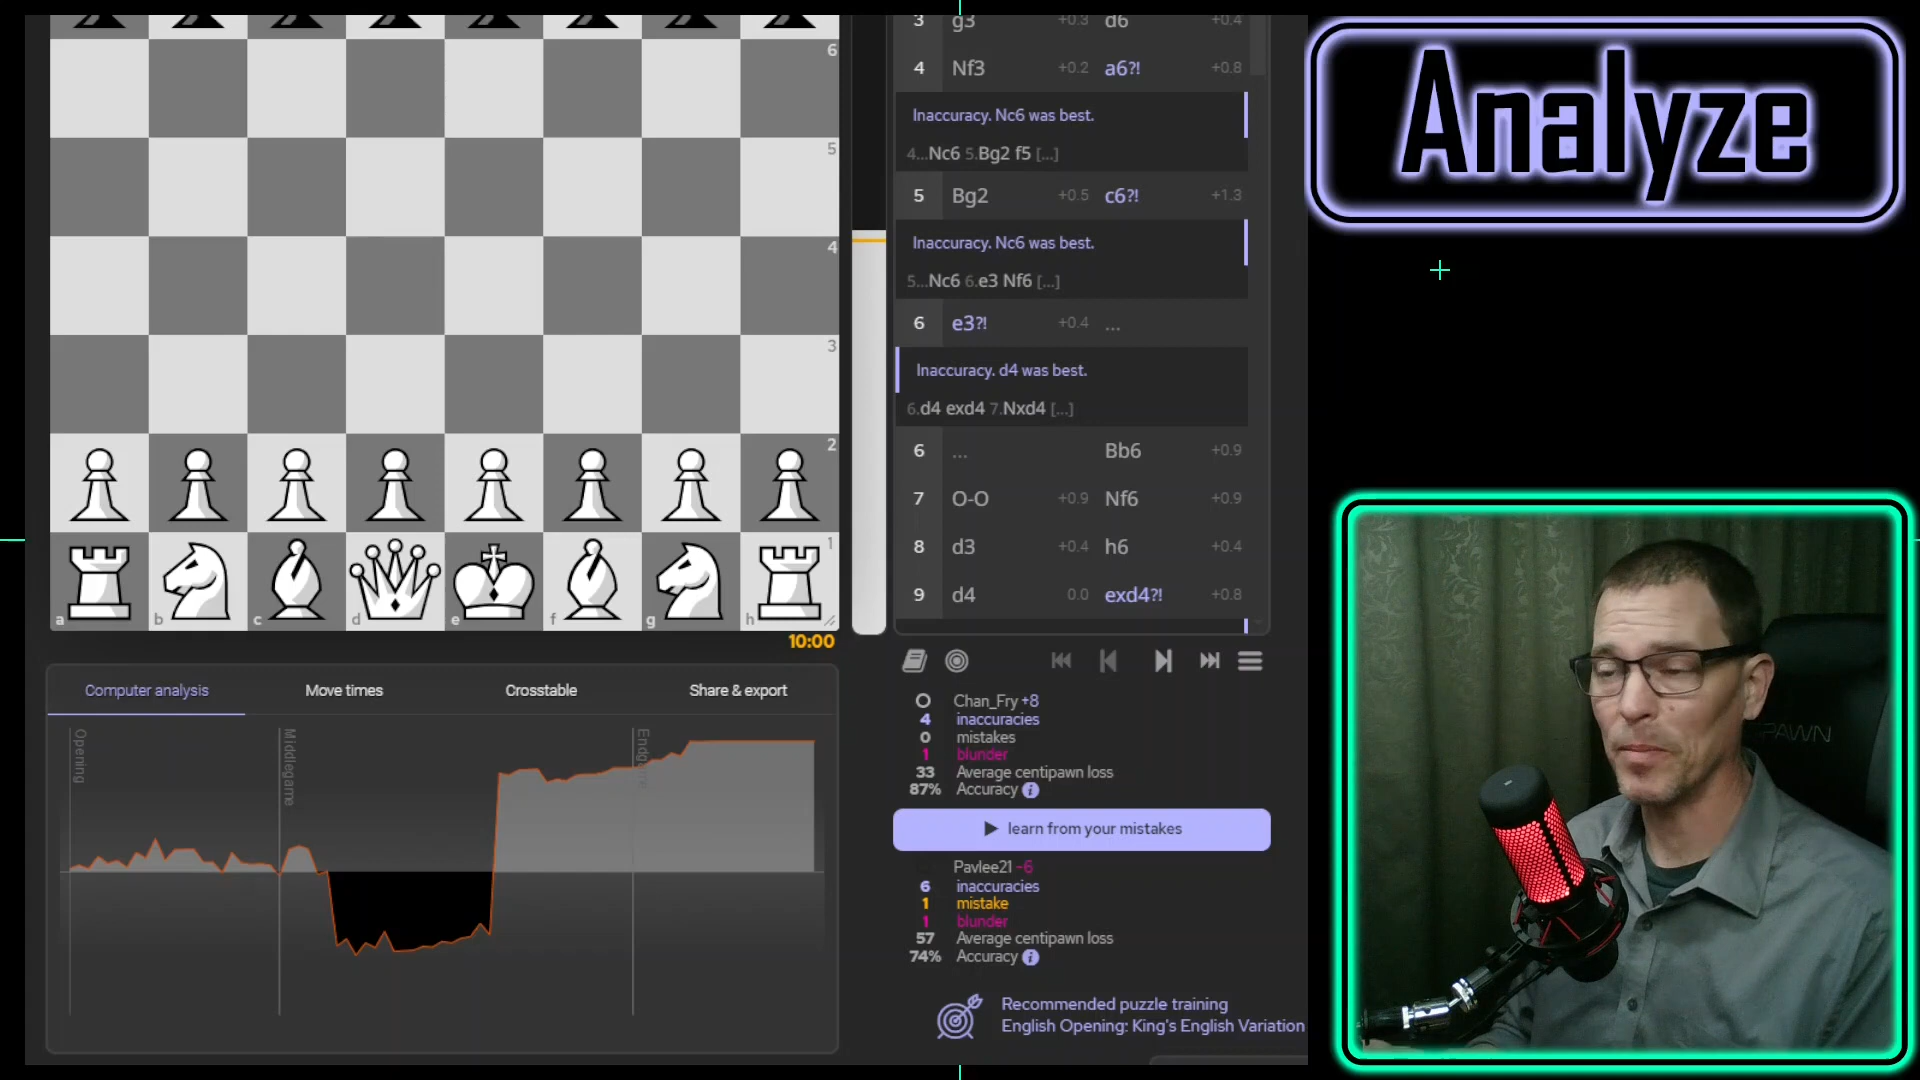 Analyze
3 g3 +0.3 d6 +0.4
4 Nf3 +0.2 a6?! +0.8
Inaccuracy. Nc6 was best.
4...Nc6 5.Bg2 f5 [...]
5 Bg2 +0.5 c6?! +1.3
Inaccuracy. Nc6 was best.
5...Nc6 6.e3 Nf6 [...]
6 e3?! +0.4 ...
Inaccuracy. d4 was best.
6.d4 exd4 7.Nxd4 [...]
6 ... Bb6 +0.9
7 O-O +0.9 Nf6 +0.9
8 d3 +0.4 h6 +0.4
9 d4 0.0 exd4?! +0.8
6
5
4
3
2
1
a b c d e f g h
10:00
Computer analysis Move times Crosstable Share & export
Opening
Middlegame
Endgame
Chan_Fry +8
4 inaccuracies
0 mistakes
1 blunder
33 Average centipawn loss
87% Accuracy
learn from your mistakes
Pavlee21 -6
6 inaccuracies
1 mistake
1 blunder
57 Average centipawn loss
74% Accuracy
Recommended puzzle training
English Opening: King's English Variation